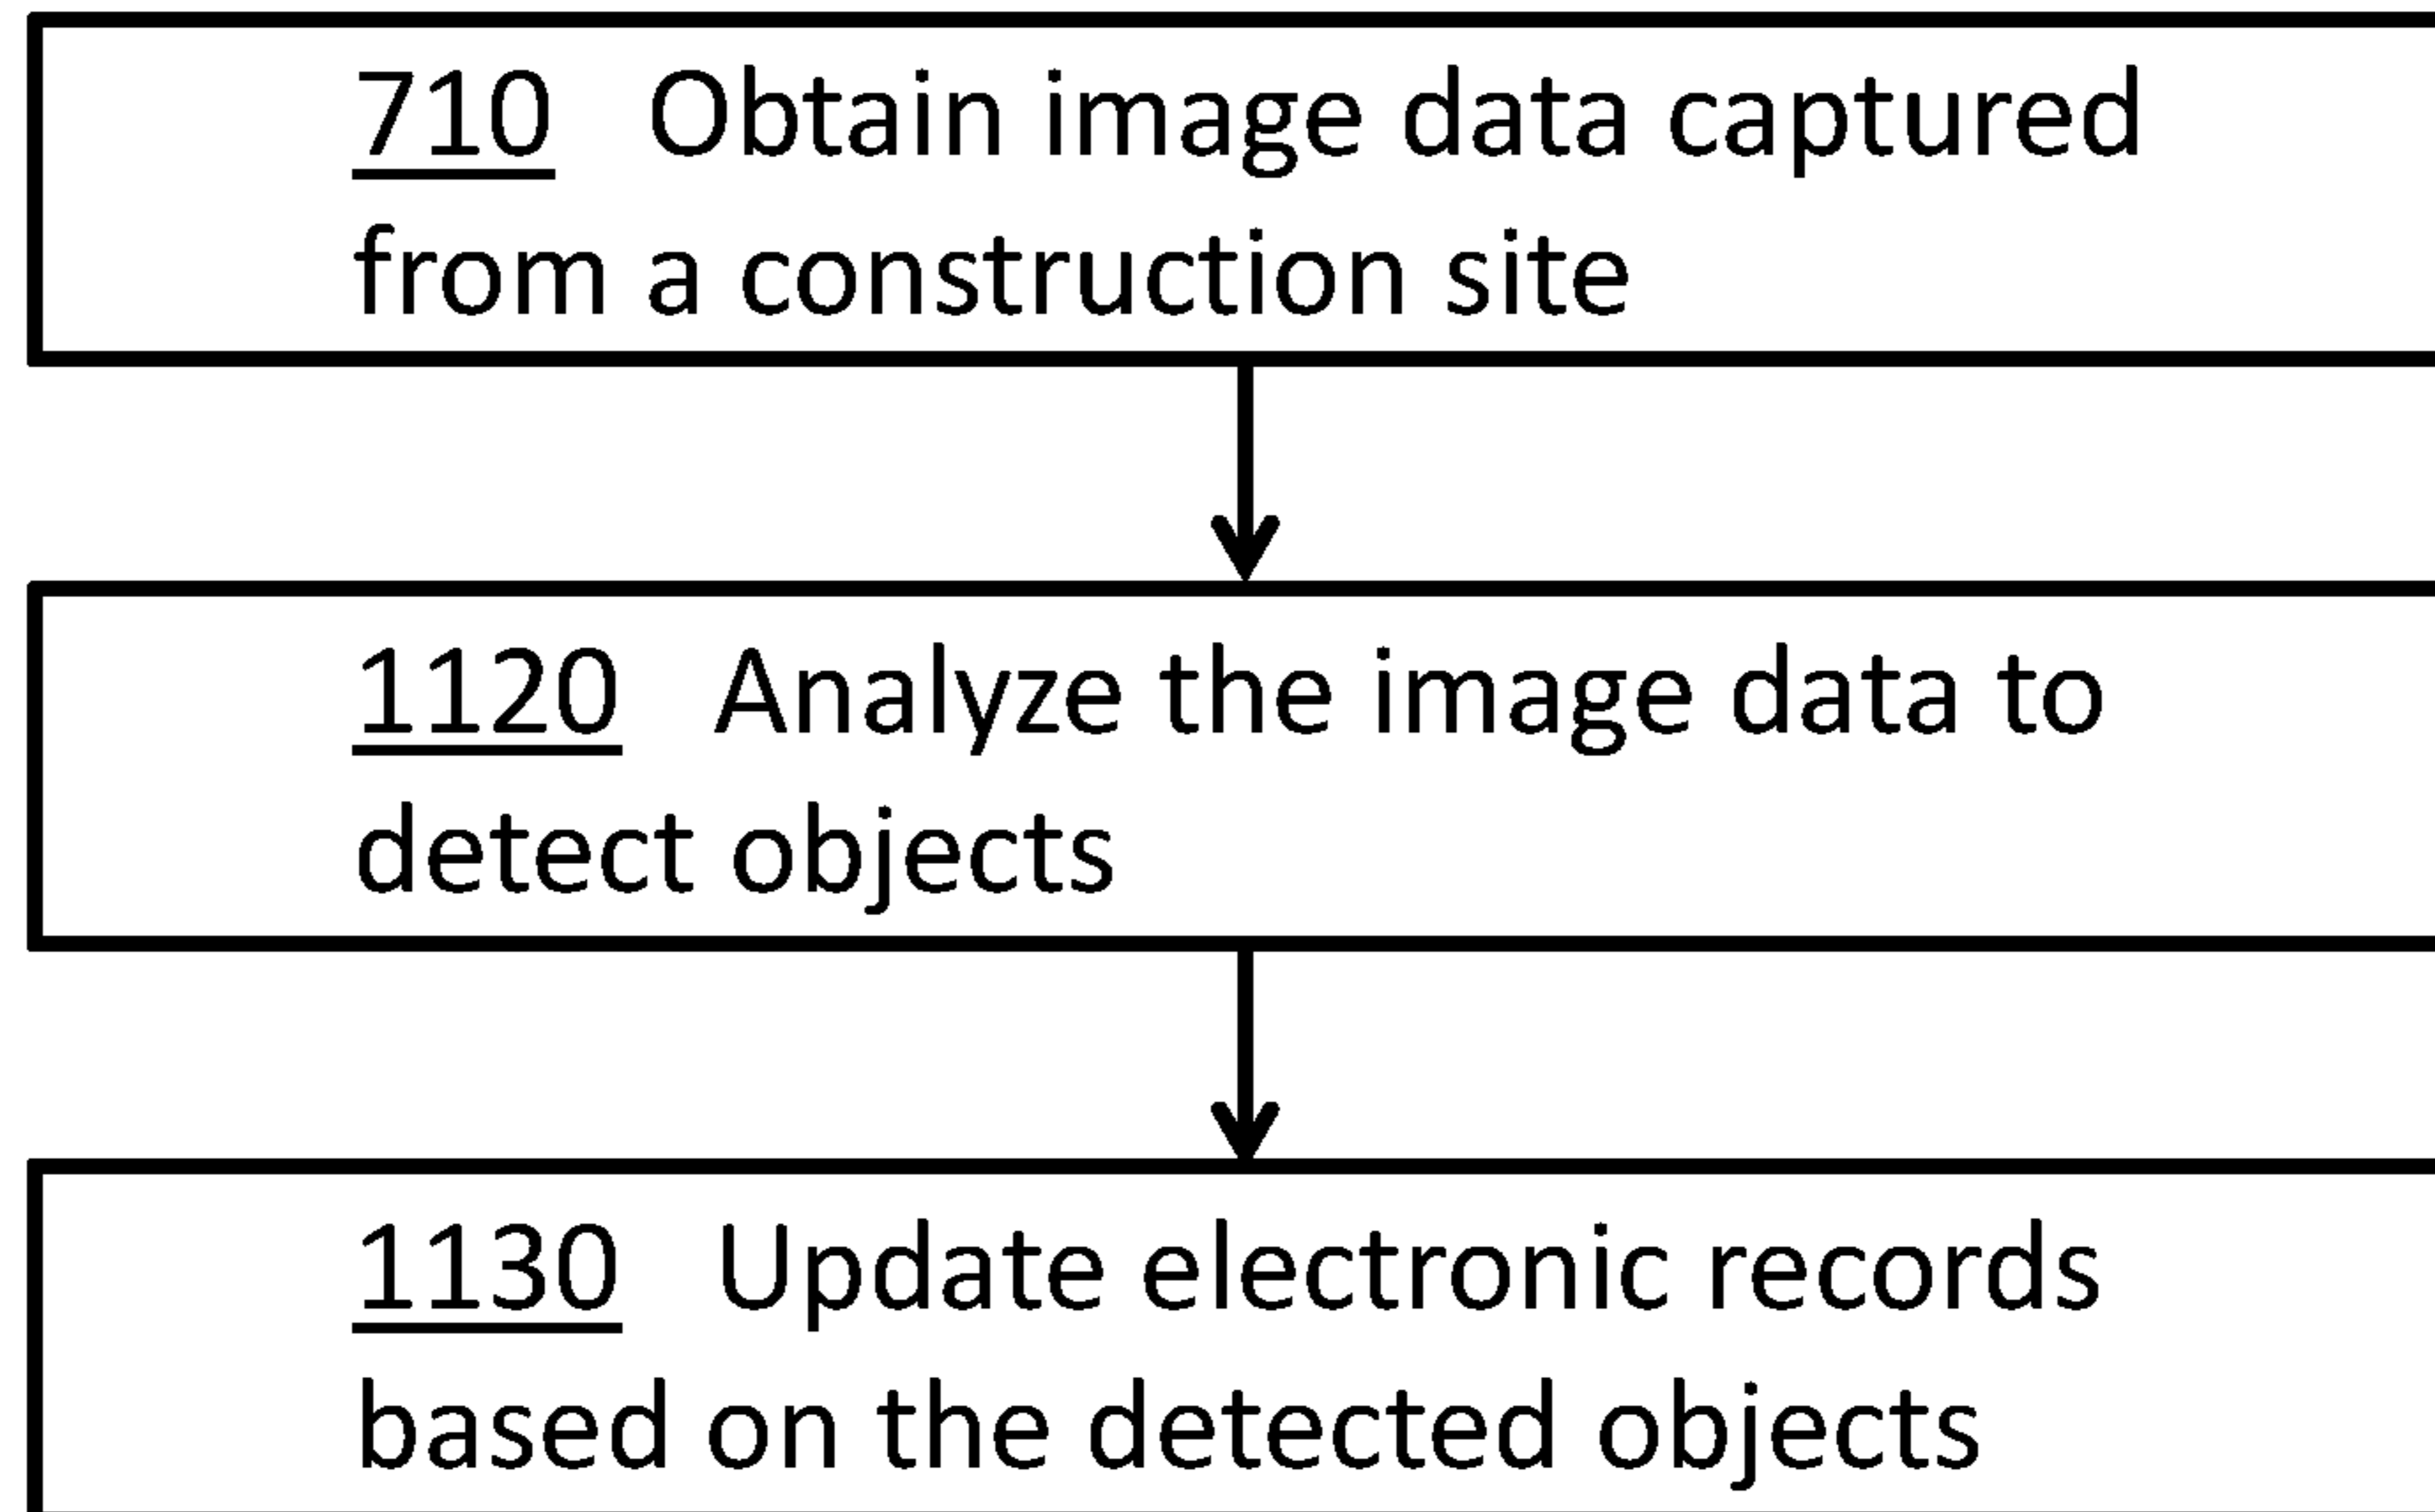 710 Obtain image data captured
from a construction site
1120 Analyze the image data to
detect objects
1130 Update electronic records
based on the detected objects